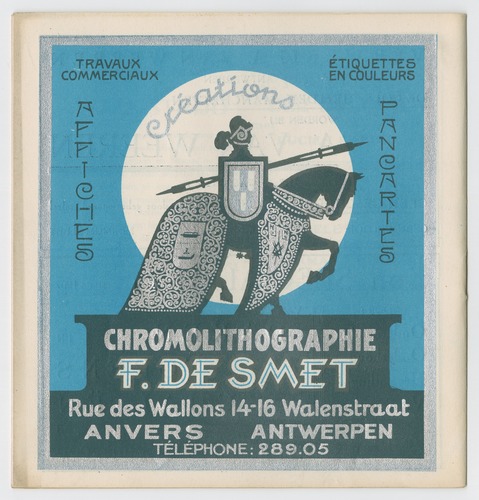 TRAVAUX
COMMERCIAUX
ÉTIQUETTES
EN COULEURS
AFFICHES
Créations
PANCARTES
CHROMOLITHOGRAPHIE
F. DE SMET
Rue des Wallons 14-16 Walenstraat
ANVERS ANTWERPEN
TÉLÉPHONE: 289.05